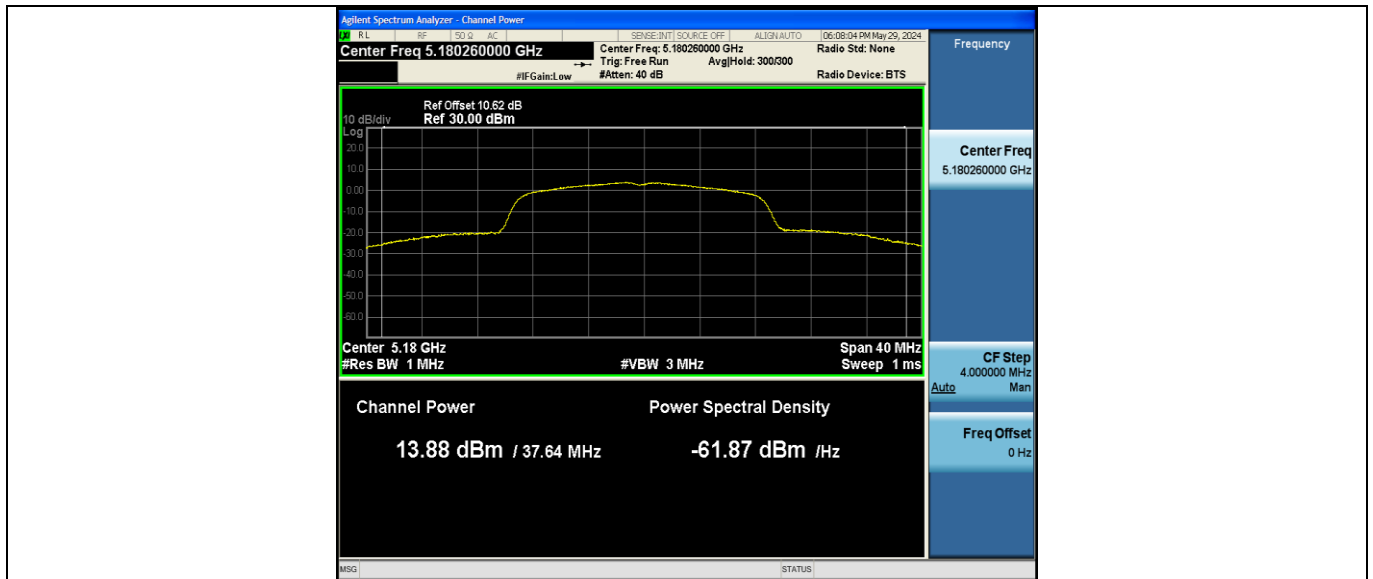 Agilent Spectrum Analyzer - Channel Power
LXI RL RF 50 Ω AC SENSE:INT SOURCE OFF ALIGN AUTO 06:08:04 PM May 29, 2024
Center Freq 5.180260000 GHz
Center Freq: 5.180260000 GHz
Radio Std: None
Trig: Free Run Avg|Hold: 300/300
#IFGain:Low #Atten: 40 dB Radio Device: BTS
Ref Offset 10.62 dB
10 dB/div Ref 30.00 dBm
Log
20.0
10.0
0.00
-10.0
-20.0
-30.0
-40.0
-50.0
-60.0
Center 5.18 GHz Span 40 MHz
#Res BW 1 MHz #VBW 3 MHz Sweep 1 ms
Channel Power Power Spectral Density
13.88 dBm / 37.64 MHz -61.87 dBm /Hz
MSG STATUS
Frequency
Center Freq
5.180260000 GHz
CF Step
4.000000 MHz
Auto Man
Freq Offset
0 Hz